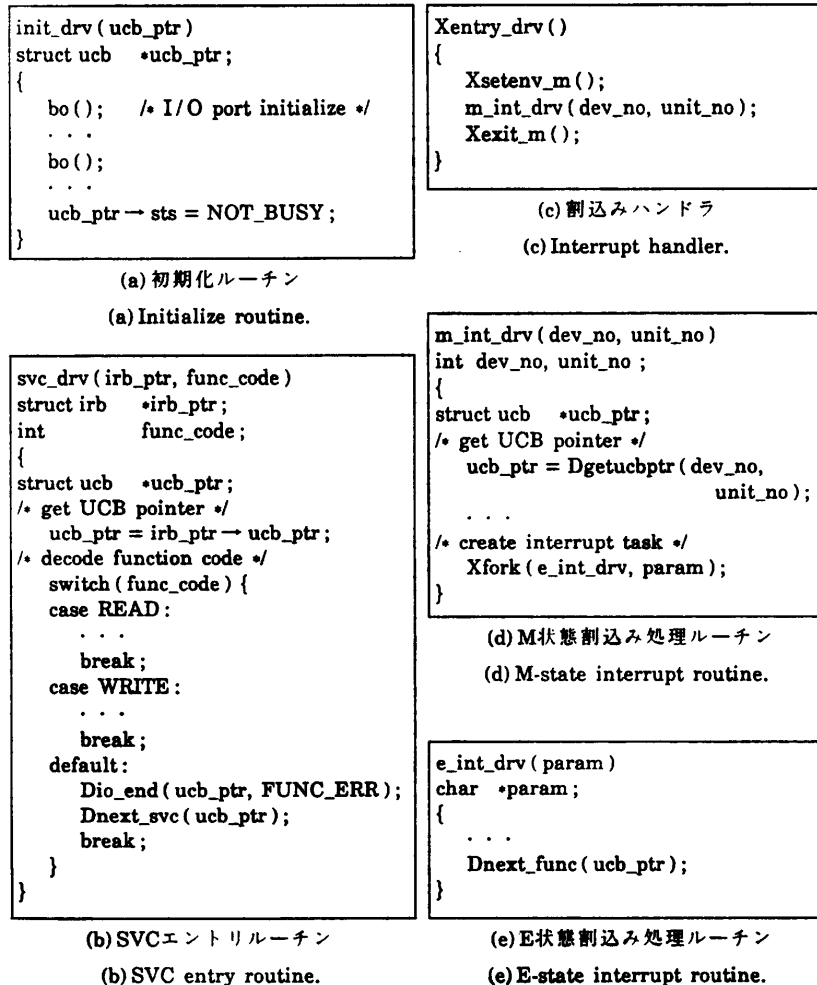 init_drv(ucb_ptr)
struct ucb *ucb_ptr;
{
bo(); /* I/O port initialize */
. . .
bo();
. . .
ucb_ptr→sts = NOT_BUSY;
}
(a)初期化ルーチン
(a)Initialize routine.
svc_drv(irb_ptr, func_code)
struct irb *irb_ptr;
int func_code;
{
struct ucb *ucb_ptr;
/* get UCB pointer */
ucb_ptr = irb_ptr→ucb_ptr;
/* decode function code */
switch(func_code) {
case READ:
. . .
break;
case WRITE:
. . .
break;
default:
Dio_end(ucb_ptr, FUNC_ERR);
Dnext_svc(ucb_ptr);
break;
}
}
(b)SVCエントリルーチン
(b)SVC entry routine.
Xentry_drv()
{
Xsetenv_m();
m_int_drv(dev_no, unit_no);
Xexit_m();
}
(c)割込みハンドラ
(c)Interrupt handler.
m_int_drv(dev_no, unit_no)
int dev_no, unit_no;
{
struct ucb *ucb_ptr;
/* get UCB pointer */
ucb_ptr = Dgetucbptr(dev_no,
unit_no);
. . .
/* create interrupt task */
Xfork(e_int_drv, param);
}
(d)M状態割込み処理ルーチン
(d)M-state interrupt routine.
e_int_drv(param)
char *param;
{
. . .
Dnext_func(ucb_ptr);
}
(e)E状態割込み処理ルーチン
(e)E-state interrupt routine.